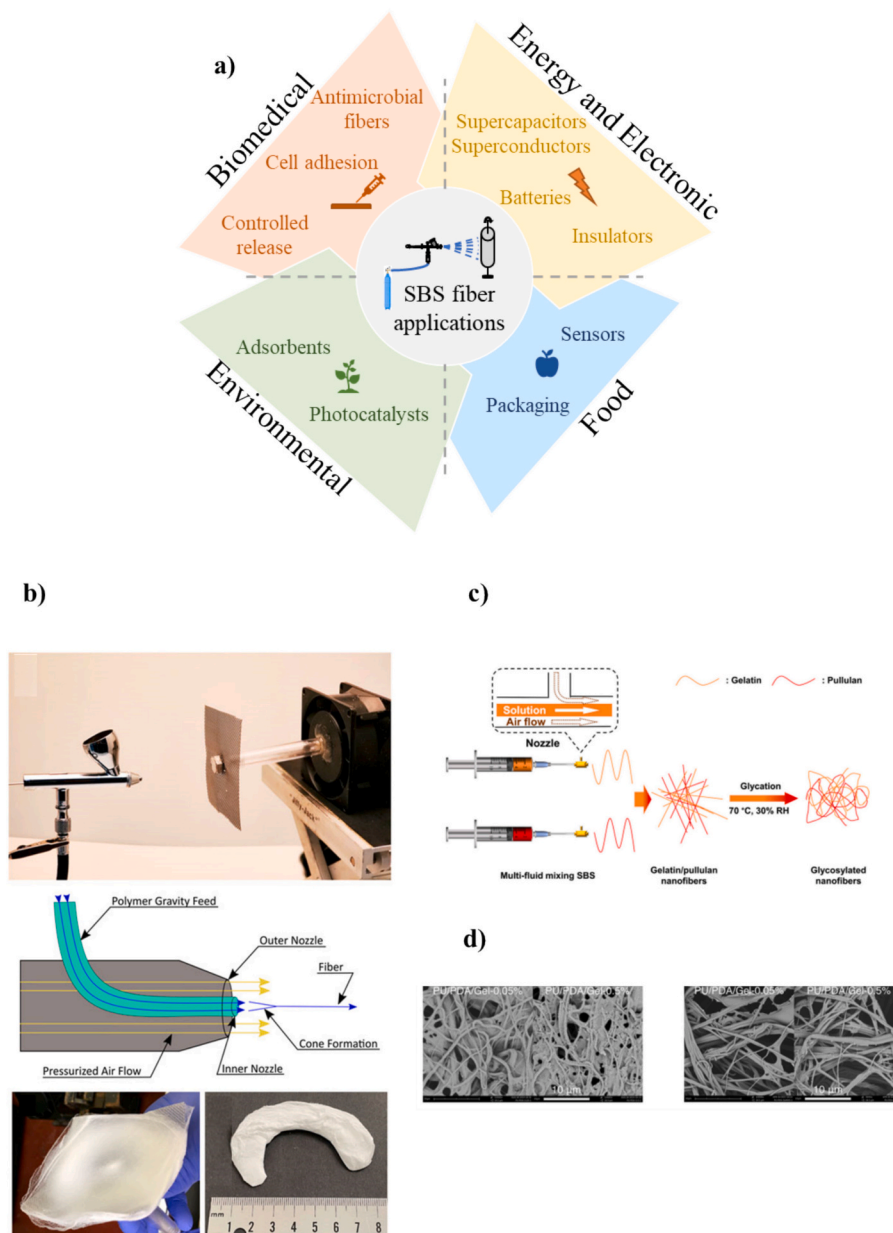 a)
Biomedical
Antimicrobial
fibers
Cell adhesion
Controlled
release
Energy and Electronic
Supercapacitors
Superconductors
Batteries
Insulators
SBS fiber
applications
Environmental
Adsorbents
Photocatalysts
Food
Sensors
Packaging
b)
Polymer Gravity Feed
Outer Nozzle
Fiber
Cone Formation
Inner Nozzle
Pressurized Air Flow
mm
1 2 3 4 5 6 7 8
c)
: Gelatin
: Pullulan
Solution
Air flow
Nozzle
Glycation
70 °C, 30% RH
Multi-fluid mixing SBS
Gelatin/pullulan
nanofibers
Glycosylated
nanofibers
d)
PU/PDA/Gel-0.05% PU/PDA/Gel-0.5%
10 µm
PU/PDA/Gel-0.05% PU/PDA/Gel-0.5%
10 µm